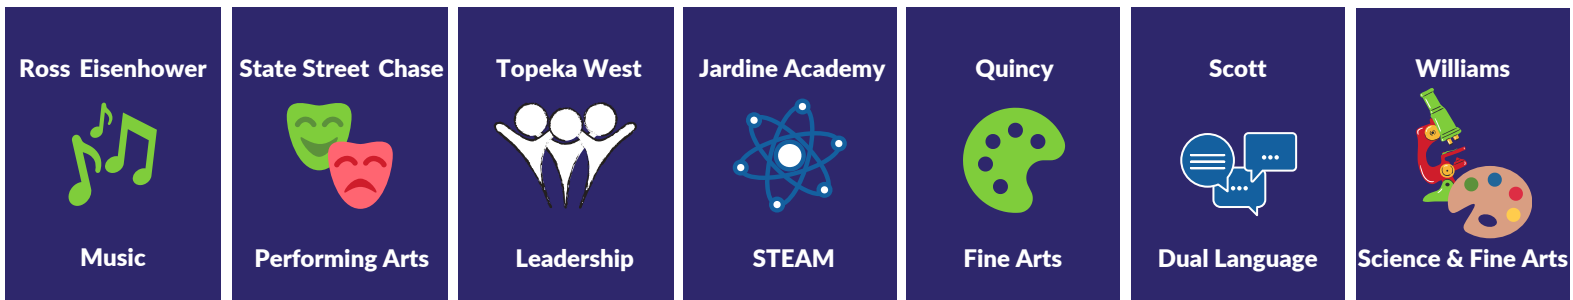 Ross Eisenhower
Music
State Street Chase
Performing Arts
Topeka West
Leadership
Jardine Academy
STEAM
Quincy
Fine Arts
Scott
Dual Language
Williams
Science & Fine Arts